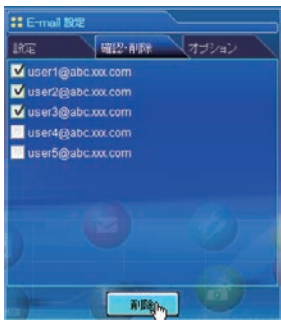 E-mail 設定
設定 確認・削除 オプション
user1@abc.xxx.com
user2@abc.xxx.com
user3@abc.xxx.com
user4@abc.xxx.com
user5@abc.xxx.com
削除